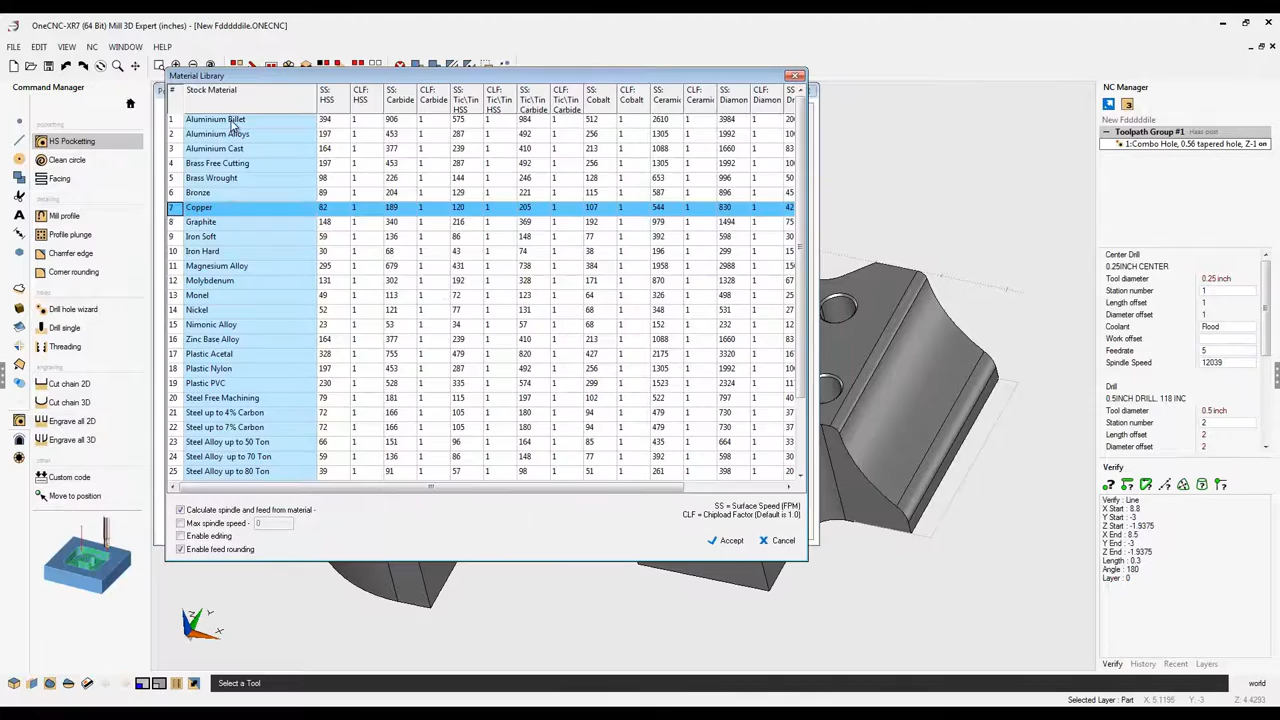 OneCNC-XR7 (64 Bit) Mill 3D Expert (inches) - [New Fdddddile.ONECNC]
FILE EDIT VIEW NC WINDOW HELP
Command Manager
pocketting
HS Pocketting
Clean circle
Facing
detailing
Mill profile
Profile plunge
Chamfer edge
Corner rounding
holes
Drill hole wizard
Drill single
Threading
engraving
Cut chain 2D
Cut chain 3D
Engrave all 2D
Engrave all 3D
other
Custom code
Move to position
Material Library
# Stock Material SS: HSS CLF: HSS SS: Carbide CLF: Carbide SS: Tic\Tin HSS CLF: Tic\Tin HSS SS: Tic\Tin Carbide CLF: Tic\Tin Carbide SS: Cobalt CLF: Cobalt SS: Ceramic CLF: Ceramic SS: Diamon CLF: Diamon
1 Aluminium Billet 394 1 906 1 575 1 984 1 512 1 2610 1 3984 1
2 Aluminium Alloys 197 1 453 1 287 1 492 1 256 1 1305 1 1992 1
3 Aluminium Cast 164 1 377 1 239 1 410 1 213 1 1088 1 1660 1
4 Brass Free Cutting 197 1 453 1 287 1 492 1 256 1 1305 1 1992 1
5 Brass Wrought 98 1 226 1 144 1 246 1 128 1 653 1 996 1
6 Bronze 89 1 204 1 129 1 221 1 115 1 587 1 896 1
7 Copper 82 1 189 1 120 1 205 1 107 1 544 1 830 1
8 Graphite 148 1 340 1 216 1 369 1 192 1 979 1 1494 1
9 Iron Soft 59 1 136 1 86 1 148 1 77 1 392 1 598 1
10 Iron Hard 30 1 68 1 43 1 74 1 38 1 196 1 299 1
11 Magnesium Alloy 295 1 679 1 431 1 738 1 384 1 1958 1 2988 1
12 Molybdenum 131 1 302 1 192 1 328 1 171 1 870 1 1328 1
13 Monel 49 1 113 1 72 1 123 1 64 1 326 1 498 1
14 Nickel 52 1 121 1 77 1 131 1 68 1 348 1 531 1
15 Nimonic Alloy 23 1 53 1 34 1 57 1 68 1 152 1 232 1
16 Zinc Base Alloy 164 1 377 1 239 1 410 1 213 1 1088 1 1660 1
17 Plastic Acetal 328 1 755 1 479 1 820 1 427 1 2175 1 3320 1
18 Plastic Nylon 197 1 453 1 287 1 492 1 256 1 1305 1 1992 1
19 Plastic PVC 230 1 528 1 335 1 574 1 299 1 1523 1 2324 1
20 Steel Free Machining 79 1 181 1 115 1 197 1 102 1 522 1 797 1
21 Steel up to 4% Carbon 72 1 166 1 105 1 180 1 94 1 479 1 730 1
22 Steel up to 7% Carbon 72 1 166 1 105 1 180 1 94 1 479 1 730 1
23 Steel Alloy up to 50 Ton 66 1 151 1 96 1 164 1 85 1 435 1 664 1
24 Steel Alloy up to 70 Ton 59 1 136 1 86 1 148 1 77 1 392 1 598 1
25 Steel Alloy up to 80 Ton 39 1 91 1 57 1 98 1 51 1 261 1 398 1
Calculate spindle and feed from material -
Max spindle speed - 0
Enable editing
Enable feed rounding
SS = Surface Speed (FPM)
CLF = Chipload Factor (Default is 1.0)
Accept Cancel
X Y Z
NC Manager
New Fdddddile
Toolpath Group #1 Haas post
1:Combo Hole, 0.56 tapered hole, Z-1 on
Center Drill
0.25INCH CENTER
Tool diameter 0.25 inch
Station number 1
Length offset 1
Diameter offset 1
Coolant Flood
Work offset
Feedrate 5
Spindle Speed 12039
Drill
0.5INCH DRILL, 118 INC
Tool diameter 0.5 inch
Station number 2
Length offset 2
Diameter offset 2
Verify
Verify : Line
X Start : 8.8
Y Start : -3
Z Start : -1.9375
X End : 8.5
Y End : -3
Z End : -1.9375
Length : 0.3
Angle : 180
Layer : 0
Verify History Recent Layers
Select a Tool
world
Selected Layer : Part X: 5.1195 Y: -3 Z: 4.4293